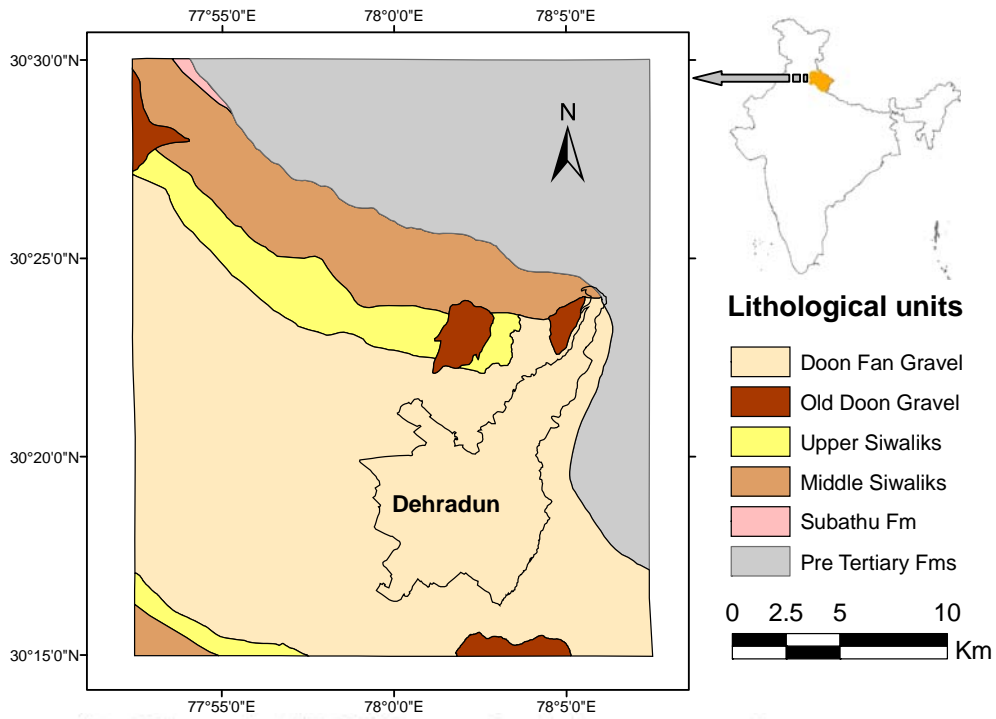 77°55'0"E 78°0'0"E 78°5'0"E
30°30'0"N
N
30°25'0"N
30°20'0"N
Dehradun
30°15'0"N
77°55'0"E 78°0'0"E 78°5'0"E
Lithological units
Doon Fan Gravel
Old Doon Gravel
Upper Siwaliks
Middle Siwaliks
Subathu Fm
Pre Tertiary Fms
0 2.5 5 10
Km